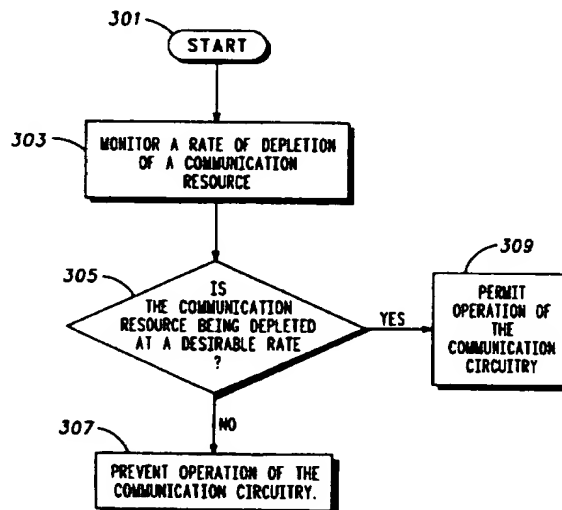 301
START
303
MONITOR A RATE OF DEPLETION
OF A COMMUNICATION
RESOURCE
305
IS
THE COMMUNICATION
RESOURCE BEING DEPLETED
AT A DESIRABLE RATE
?
YES
309
PERMIT
OPERATION OF
THE
COMMUNICATION
CIRCUITRY
NO
307
PREVENT OPERATION OF THE
COMMUNICATION CIRCUITRY.